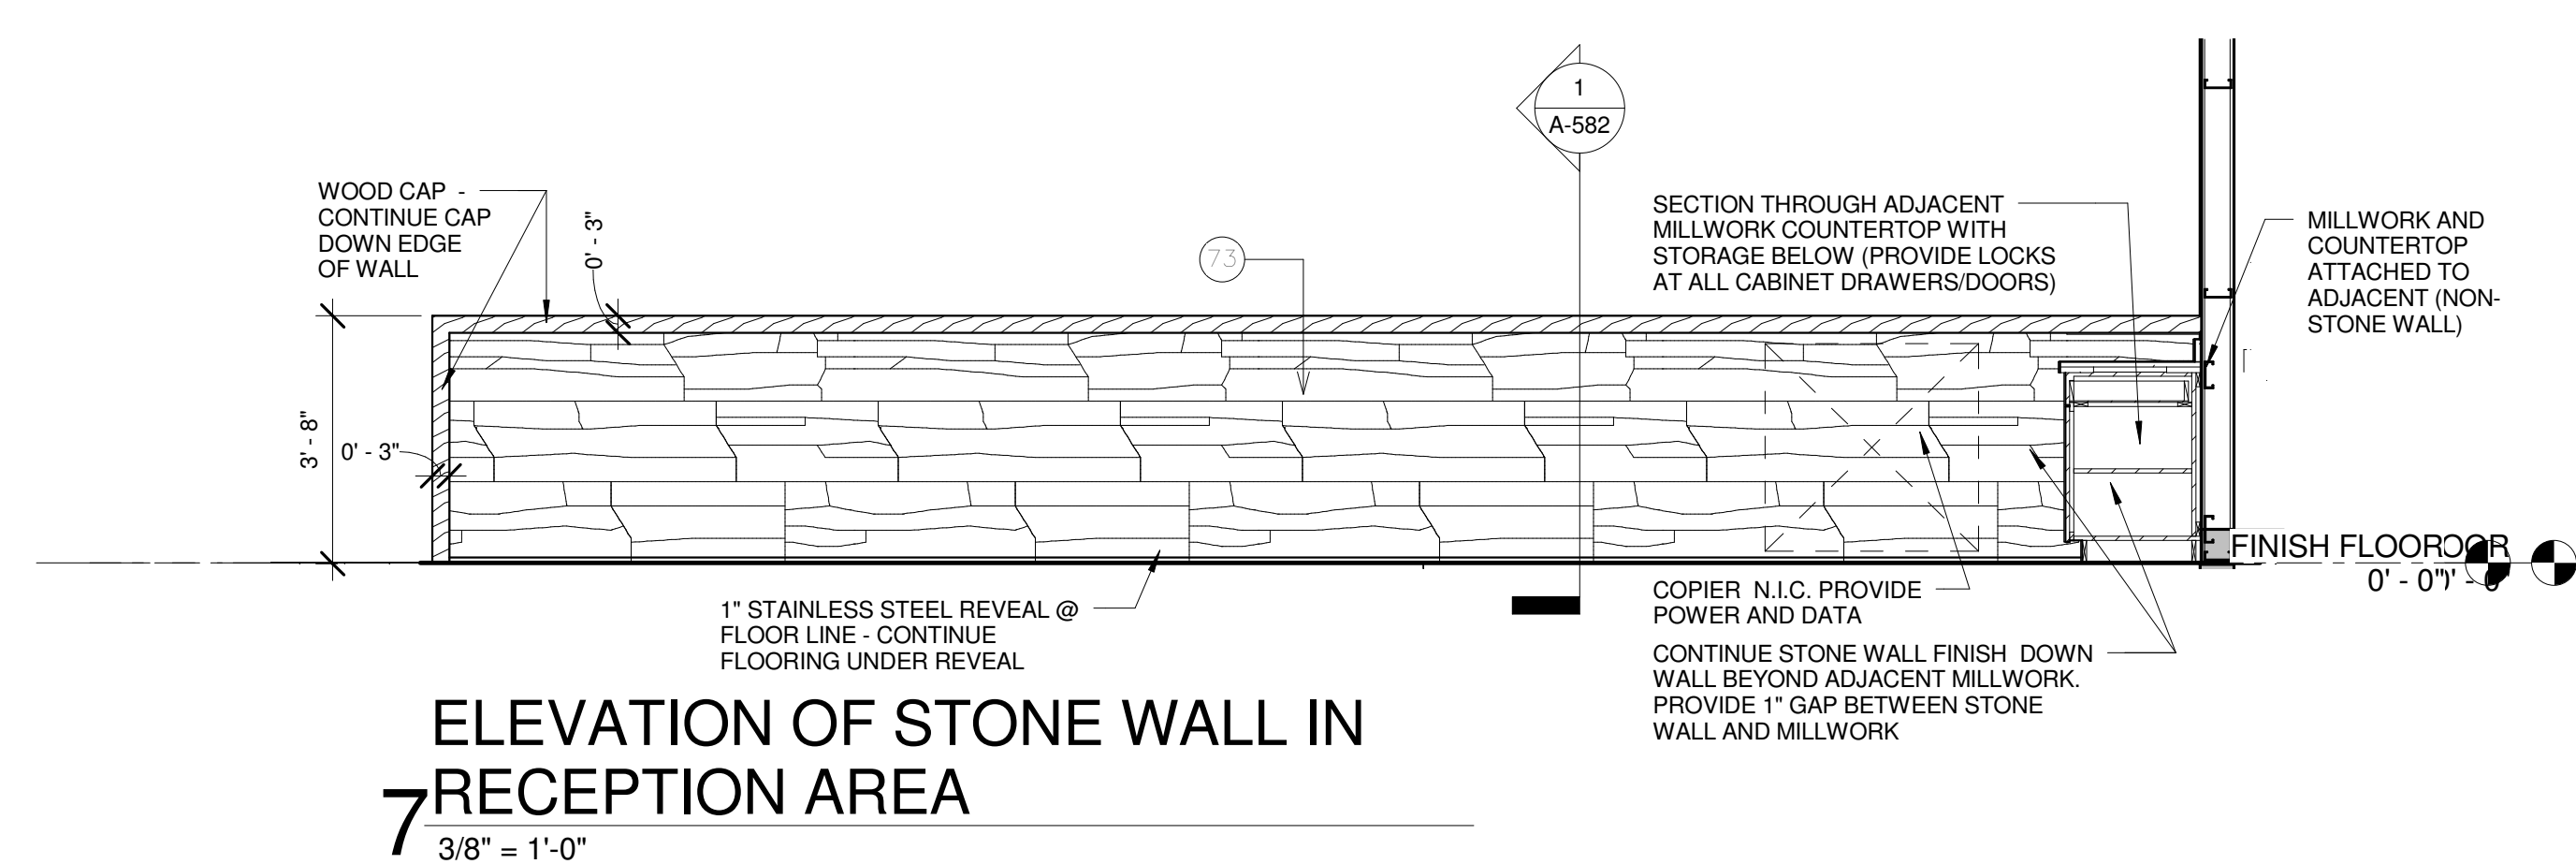 1
A-582
WOOD CAP -
CONTINUE CAP
DOWN EDGE
OF WALL
0' - 3"
73
SECTION THROUGH ADJACENT
MILLWORK COUNTERTOP WITH
STORAGE BELOW (PROVIDE LOCKS
AT ALL CABINET DRAWERS/DOORS)
MILLWORK AND
COUNTERTOP
ATTACHED TO
ADJACENT (NON-
STONE WALL)
3' - 8"
0' - 3"
FINISH FLOOR
0' - 0"
1" STAINLESS STEEL REVEAL @
FLOOR LINE - CONTINUE
FLOORING UNDER REVEAL
COPIER N.I.C. PROVIDE
POWER AND DATA
CONTINUE STONE WALL FINISH DOWN
WALL BEYOND ADJACENT MILLWORK.
PROVIDE 1" GAP BETWEEN STONE
WALL AND MILLWORK
ELEVATION OF STONE WALL IN
RECEPTION AREA
7
3/8" = 1'-0"